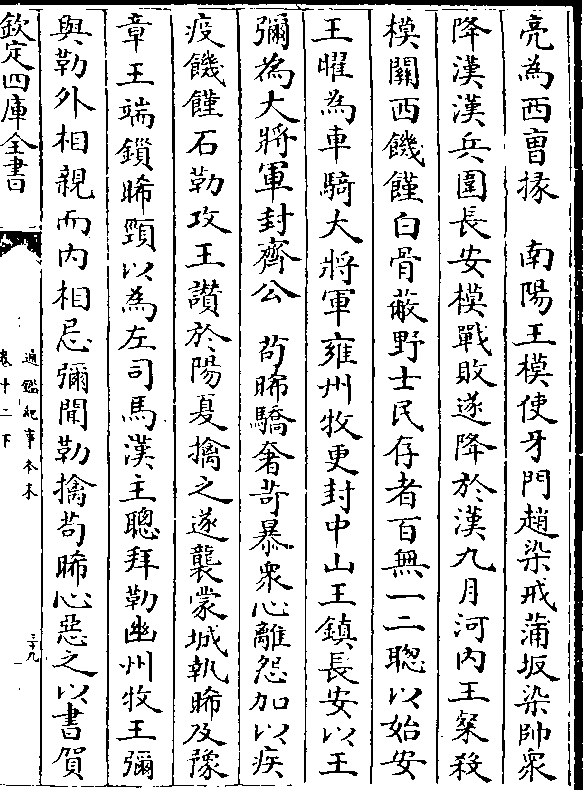 亮為西曹掾　南陽王模使牙門趙染戍蒲坂染帥衆
降漢漢兵圍長安模戰敗遂降於漢九月河内王粲殺
模關西饑饉白骨蔽野士民存者百無一二聰以始安
王曜為車騎大將軍雍州牧更封中山王鎮長安以王
彌為大將軍封齊公　茍晞驕奢苛暴衆心離怨加以疾
疫饑饉石勒攻王讃於陽夏擒之遂襲蒙城執晞及豫
章王端鎖晞頸以為左司馬漢主聰拜勒幽州牧王彌
與勒外相親而内相忌彌聞勒擒茍晞心惡之以書賀
欽定四庫全書
通鑑紀事本末
卷十二下
三十九